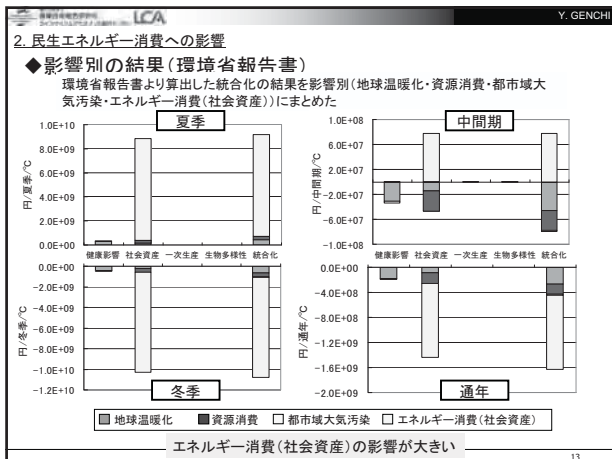 LCA
Y. GENCHI
2. 民生エネルギー消費への影響
◆影響別の結果(環境省報告書)
環境省報告書より算出した統合化の結果を影響別(地球温暖化・資源消費・都市域大
気汚染・エネルギー消費(社会資産))にまとめた
夏季
1.0E+10
8.0E+09
6.0E+09
4.0E+09
2.0E+09
0.0E+00
円/夏季/℃
健康影響 社会資産 一次生産 生物多様性 統合化
中間期
1.0E+08
6.0E+07
2.0E+07
-2.0E+07
-6.0E+07
-1.0E+08
円/中間期/℃
健康影響 社会資産 一次生産 生物多様性 統合化
0.0E+00
-2.0E+09
-4.0E+09
-6.0E+09
-8.0E+09
-1.0E+10
-1.2E+10
円/冬季/℃
冬季
0.0E+00
-4.0E+08
-8.0E+08
-1.2E+09
-1.6E+09
-2.0E+09
円/通年/℃
通年
地球温暖化 資源消費 都市域大気汚染 エネルギー消費(社会資産)
エネルギー消費(社会資産)の影響が大きい
13